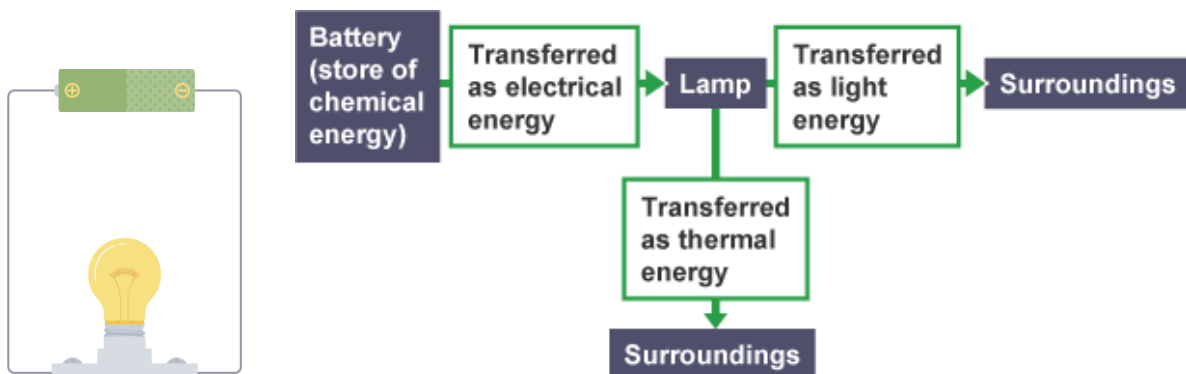 ⊕
⊖
Battery
(store of
chemical
energy)
Transferred
as electrical
energy
Lamp
Transferred
as light
energy
Surroundings
Transferred
as thermal
energy
Surroundings